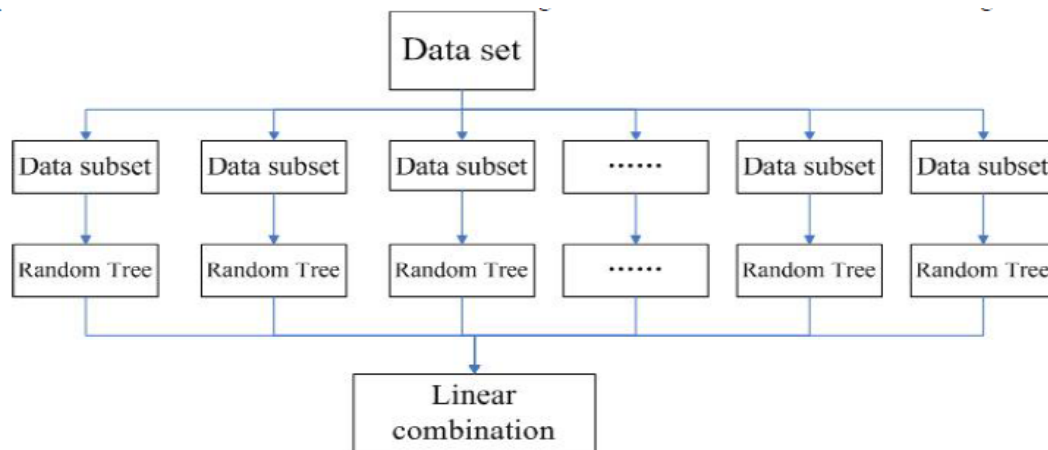 Data set
Data subset
Data subset
Data subset
......
Data subset
Data subset
Random Tree
Random Tree
Random Tree
......
Random Tree
Random Tree
Linear
combination